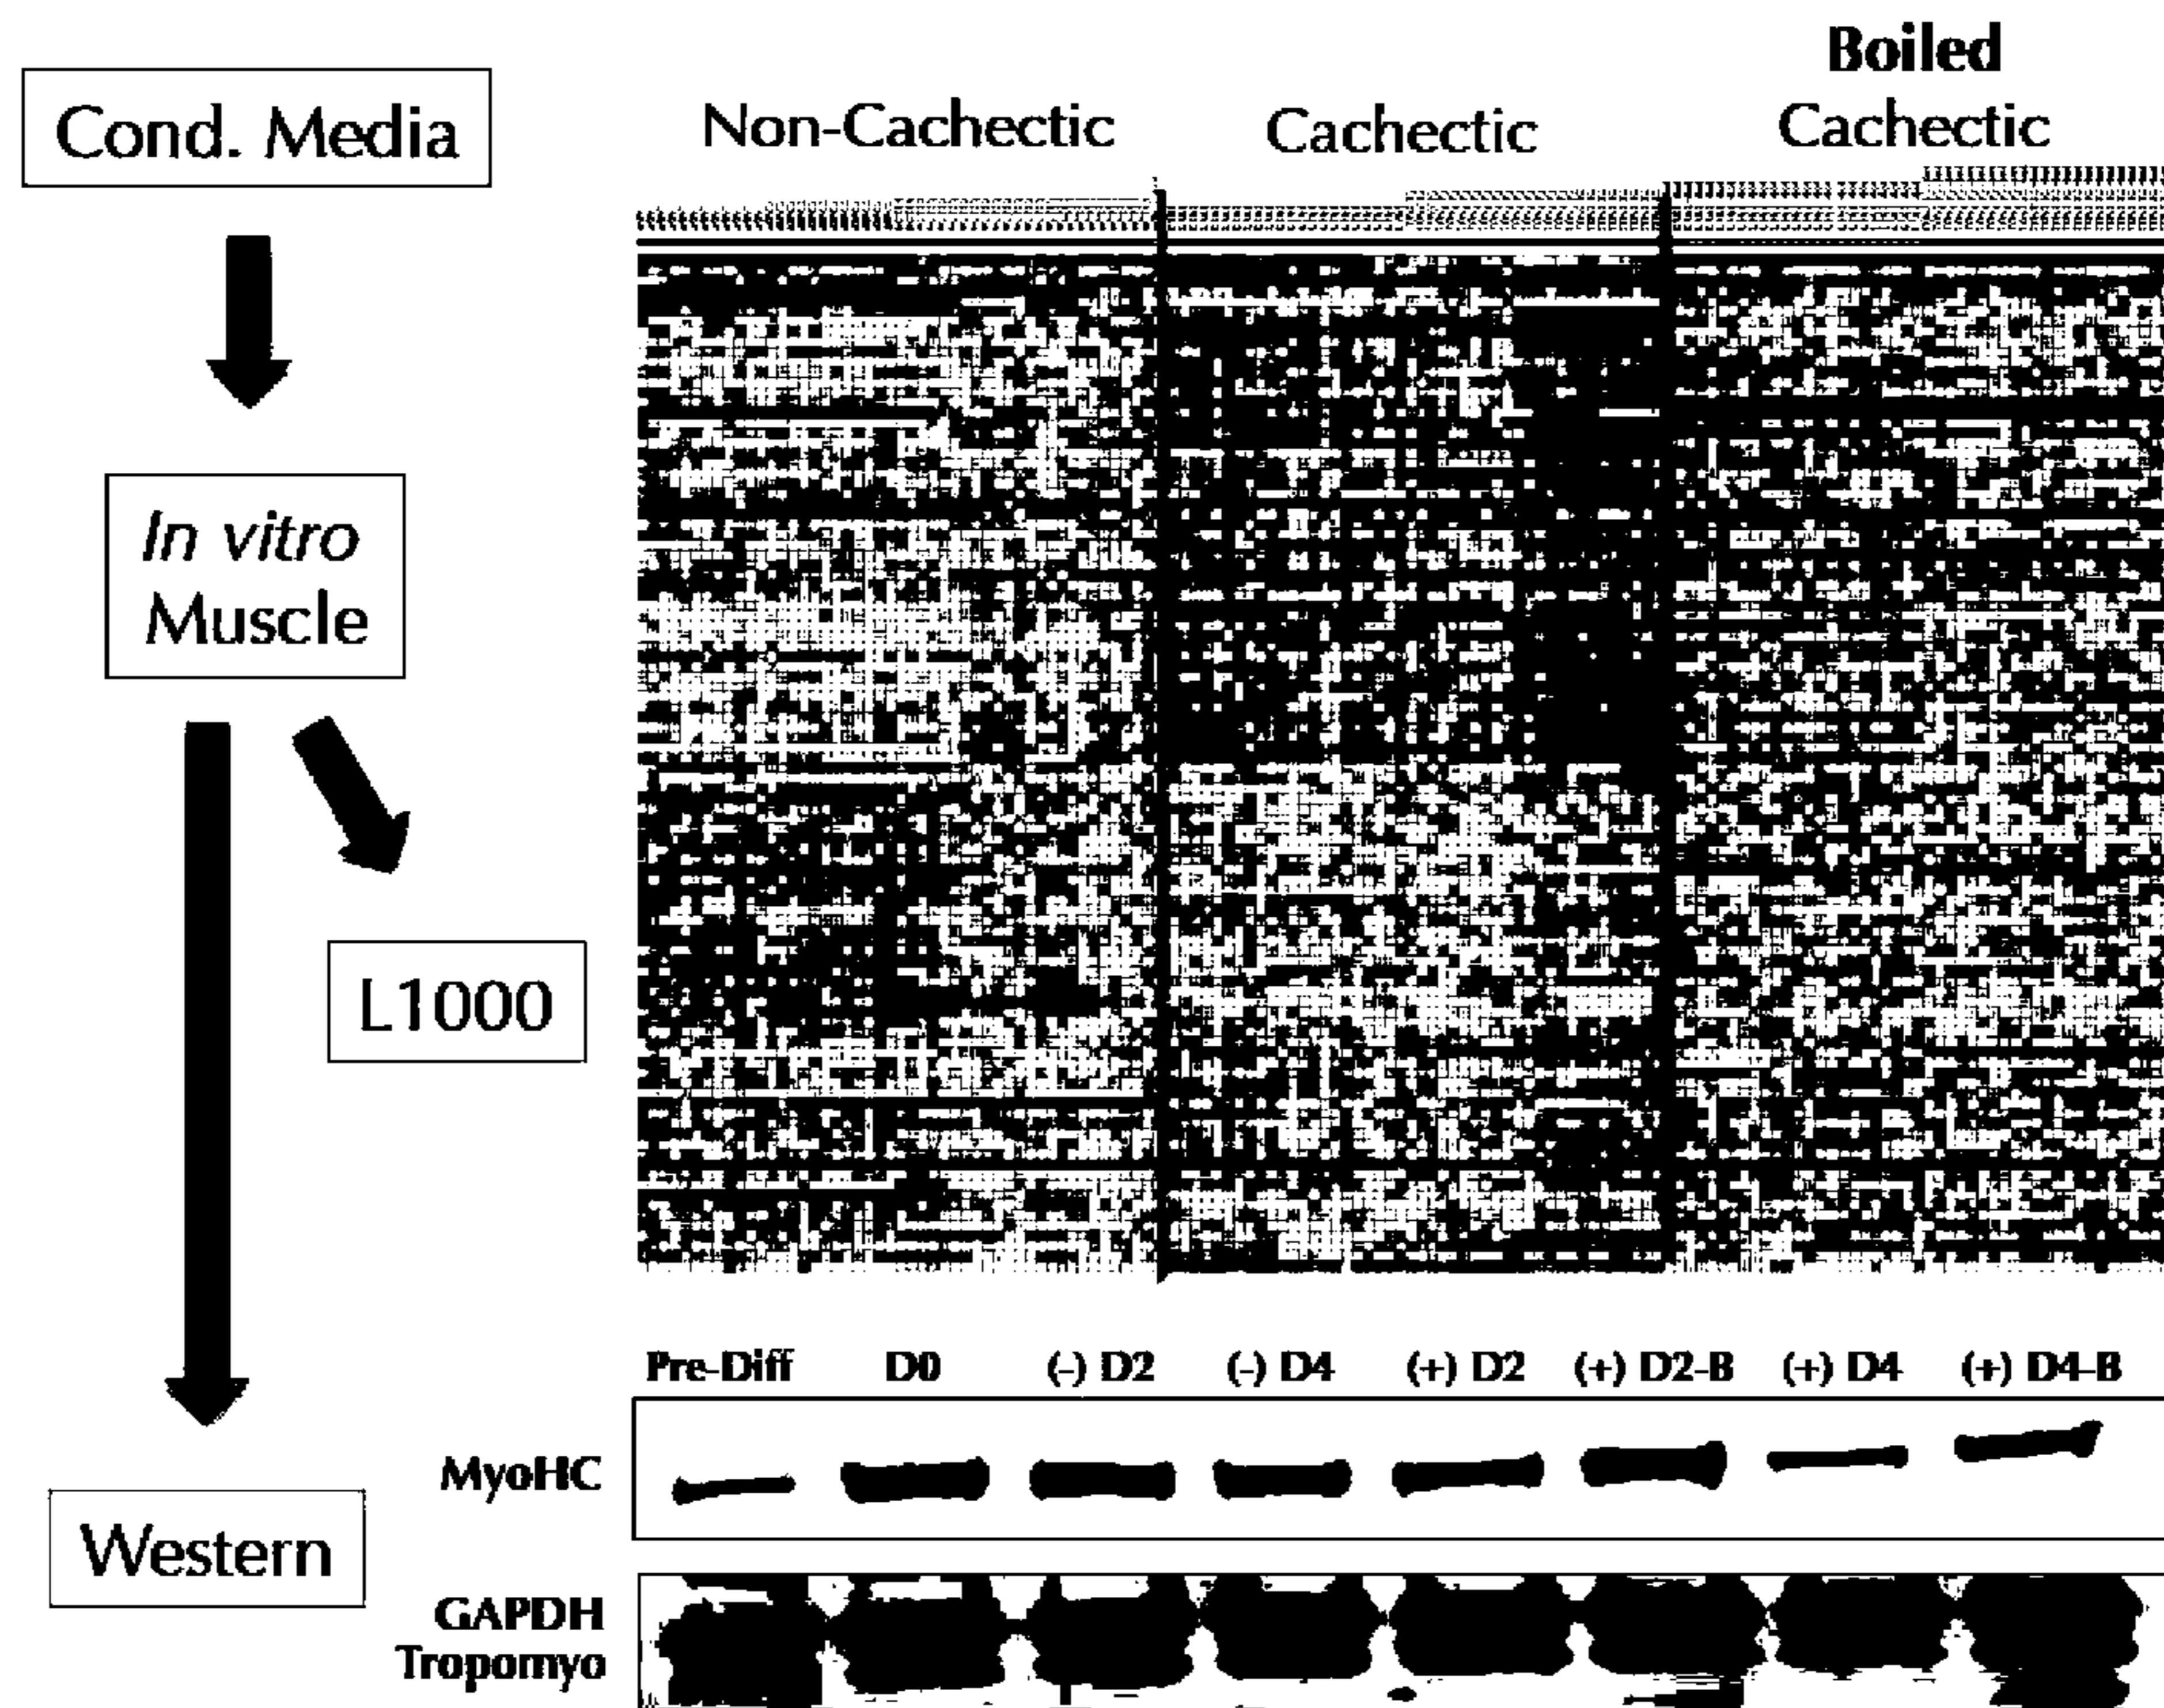 Cond. Media
In vitro
Muscle
L1000
Western
Non-Cachectic
Cachectic
Boiled
Cachectic
Pre-Diff D0 (-) D2 (-) D4 (+) D2 (+) D2-B (+) D4 (+) D4-B
MyoHC
GAPDH
Tropomyo